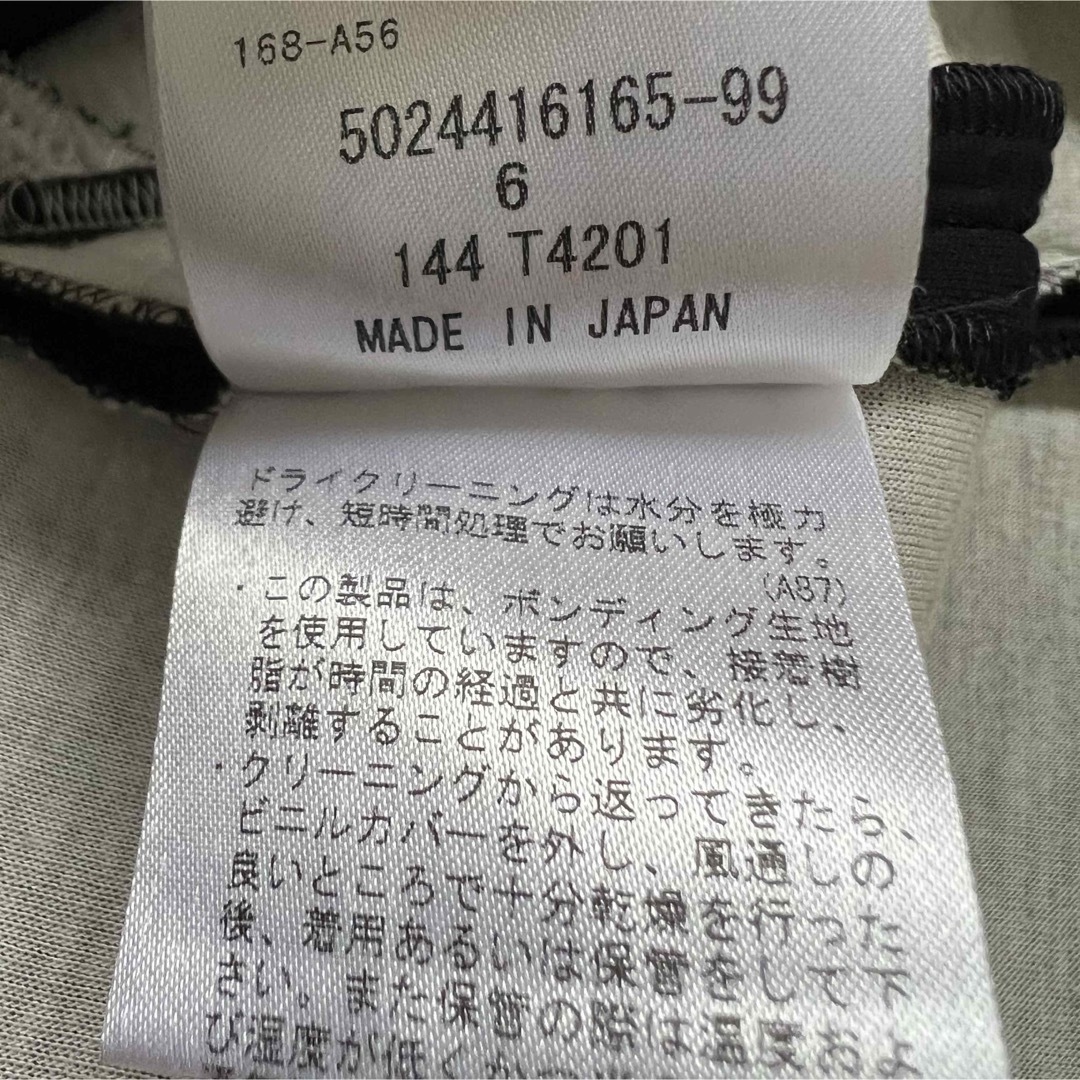 168-A56
5024416165-99
6
144 T4201
MADE IN JAPAN
ドライクリーニングは水分を極力
避け、短時間処理でお願いします。
(A87)
・この製品は、ボンディング生地
を使用していますので、接着樹
脂が時間の経過と共に劣化し、
剥離することがあります。
・クリーニングから返ってきたら、
ビニルカバーを外し、風通しの
良いところで十分乾燥を行った
後、着用あるいは保管をして下
さい。また保管の際は温度およ
び湿度が低く